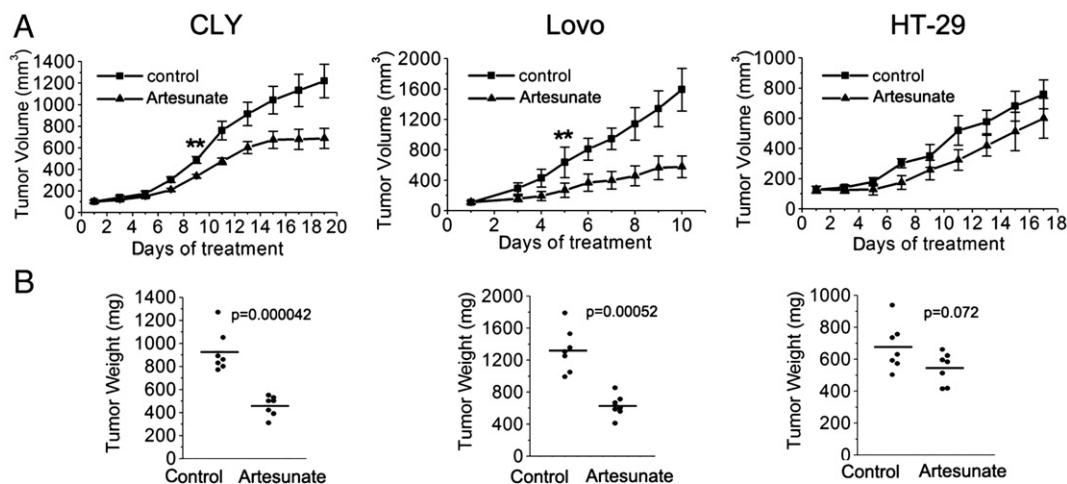 A
CLY
Lovo
HT-29
Tumor Volume (mm3)
1400
1200
1000
800
600
400
200
0
control
Artesunate
**
0 2 4 6 8 10 12 14 16 18 20
Days of treatment
Tumor Volume (mm3)
2000
1600
1200
800
400
0
control
Artesunate
**
0 2 4 6 8 10
Days of treatment
Tumor Volume (mm3)
1000
800
600
400
200
0
control
Artesunate
0 2 4 6 8 10 12 14 16 18
Days of treatment
B
Tumor Weight (mg)
1400
1200
1000
800
600
400
200
0
p=0.000042
Control Artesunate
Tumor Weight (mg)
2000
1600
1200
800
400
0
p=0.00052
Control Artesunate
Tumor Weight (mg)
1000
800
600
400
200
0
p=0.072
Control Artesunate